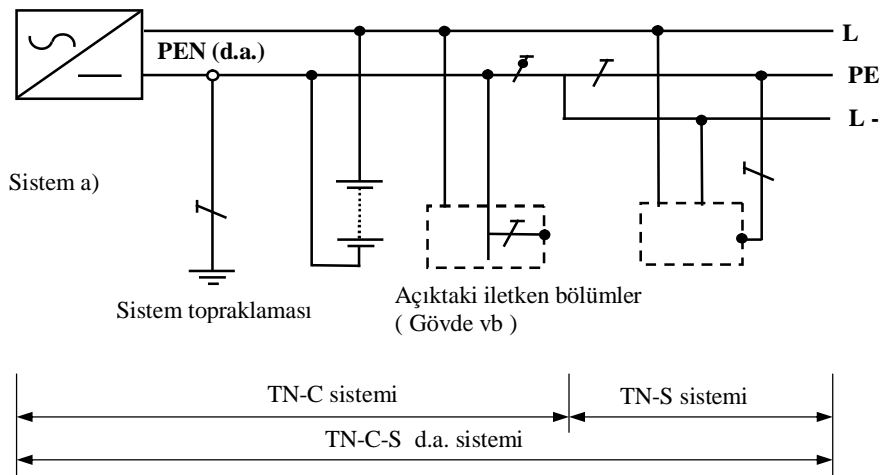 L
PEN (d.a.)
PE
L -
Sistem a)
Sistem topraklaması
Açıktaki iletken bölümler
( Gövde vb )
TN-C sistemi
TN-S sistemi
TN-C-S d.a. sistemi